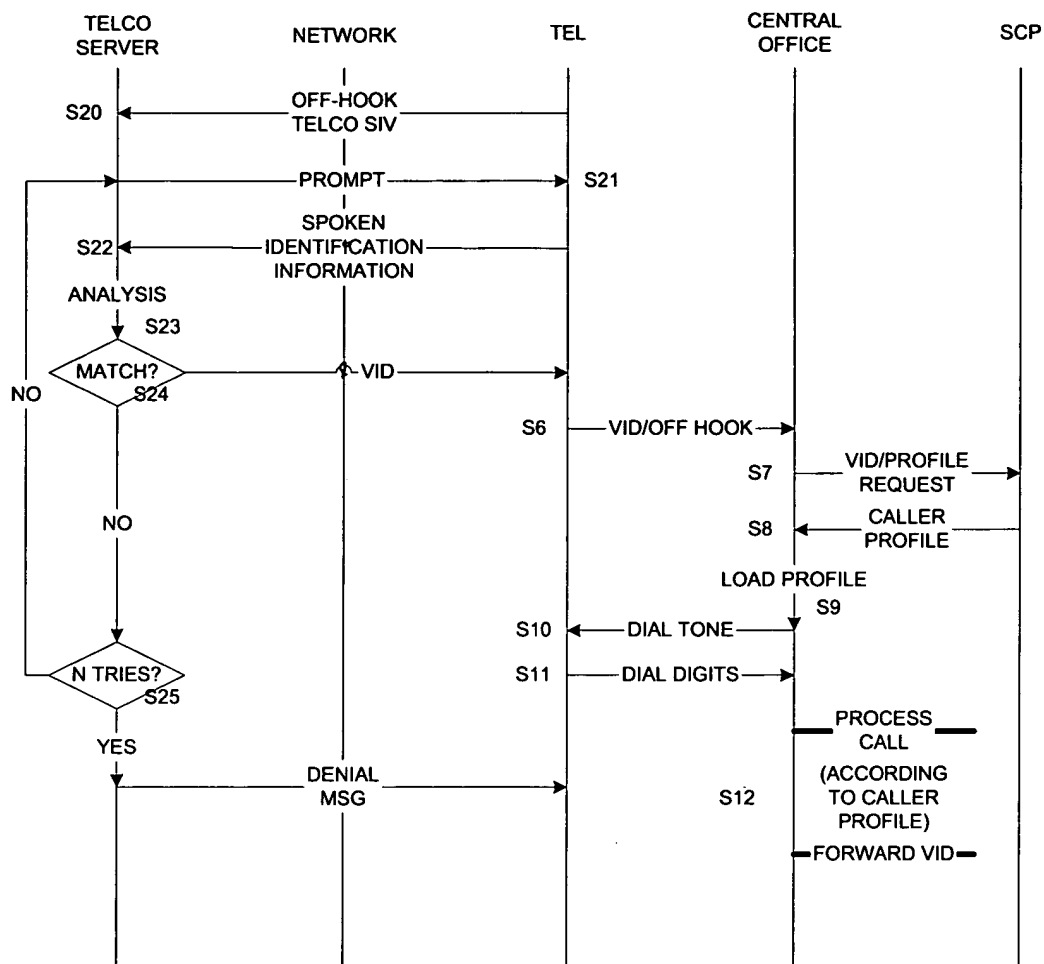 TELCO
SERVER
NETWORK
TEL
CENTRAL
OFFICE
SCP
S20
OFF-HOOK
TELCO SIV
PROMPT
S21
S22
SPOKEN
IDENTIFICATION
INFORMATION
ANALYSIS
S23
MATCH?
S24
VID
NO
S6
VID/OFF HOOK
S7
VID/PROFILE
REQUEST
NO
S8
CALLER
PROFILE
LOAD PROFILE
S9
S10
DIAL TONE
N TRIES?
S25
S11
DIAL DIGITS
YES
PROCESS
CALL
DENIAL
MSG
S12
(ACCORDING
TO CALLER
PROFILE)
FORWARD VID